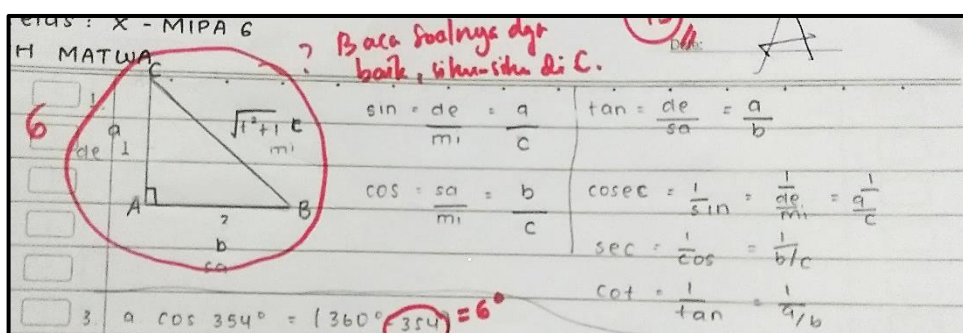 Kelas : X - MIPA 6
H MATWA
? Baca soalnya dgn
baik, siku-siku di C.
6
1.
C
a
de 1
√1²+1 c
mi
A
B
2
b
sa
sin = de/mi = a/c
cos = sa/mi = b/c
tan = de/sa = a/b
cosec = 1/sin = 1/de/mi = 1/a/c
sec = 1/cos = 1/b/c
cot = 1/tan = 1/a/b
3. a. cos 354° = (360° - 354) = 6°